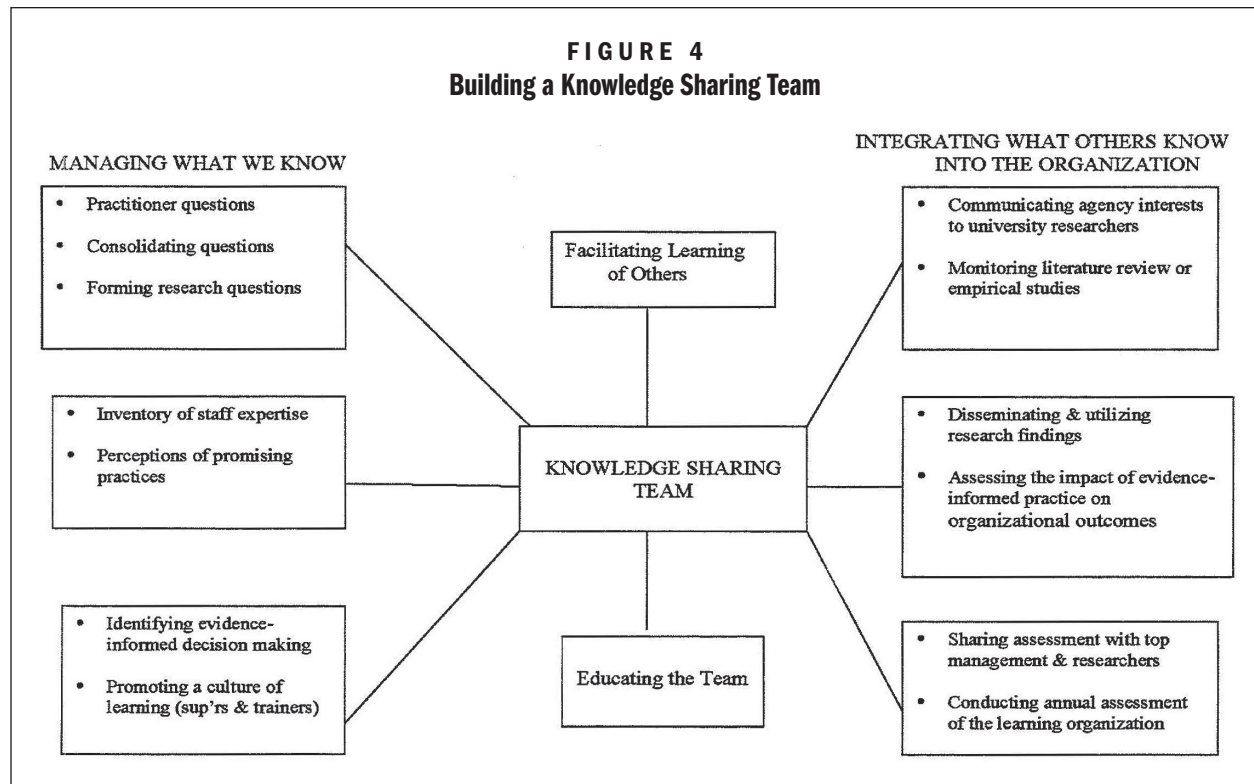 FIGURE 4
Building a Knowledge Sharing Team
MANAGING WHAT WE KNOW
• Practitioner questions
• Consolidating questions
• Forming research questions
• Inventory of staff expertise
• Perceptions of promising
practices
• Identifying evidence-
informed decision making
• Promoting a culture of
learning (sup'rs & trainers)
Facilitating Learning
of Others
KNOWLEDGE SHARING
TEAM
Educating the Team
INTEGRATING WHAT OTHERS KNOW
INTO THE ORGANIZATION
• Communicating agency interests
to university researchers
• Monitoring literature review or
empirical studies
• Disseminating & utilizing
research findings
• Assessing the impact of evidence-
informed practice on
organizational outcomes
• Sharing assessment with top
management & researchers
• Conducting annual assessment
of the learning organization